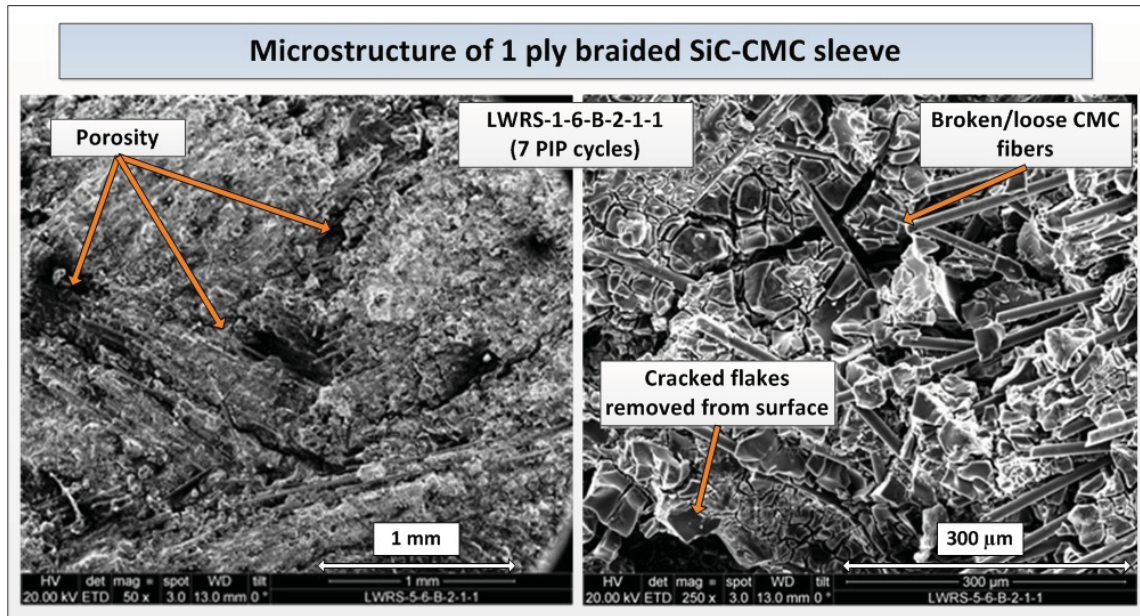 Microstructure of 1 ply braided SiC-CMC sleeve
Porosity
LWRS-1-6-B-2-1-1
(7 PIP cycles)
Broken/loose CMC
fibers
Cracked flakes
removed from surface
1 mm
300 µm
HV det mag = spot WD tilt
20.00 kV ETD 50 x 3.0 13.0 mm 0 °
1 mm
LWRS-5-6-B-2-1-1
HV det mag = spot WD tilt
20.00 kV ETD 250 x 3.0 13.0 mm 0 °
300 µm
LWRS-5-6-B-2-1-1